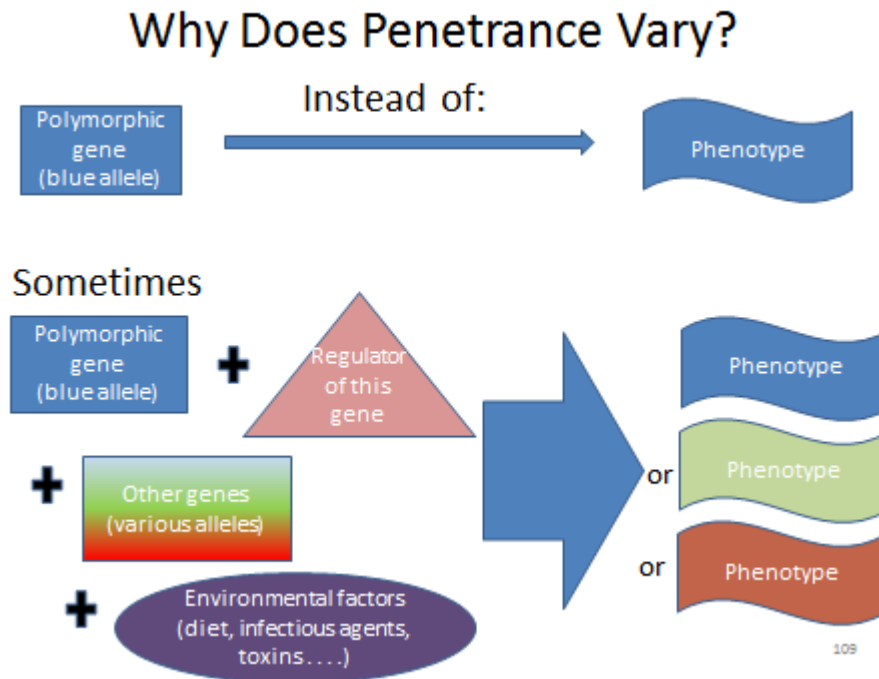 Why Does Penetrance Vary?
Instead of:
Polymorphic
gene
(blue allele)
Phenotype
Sometimes
Polymorphic
gene
(blue allele)
+
Regulator
of this
gene
+
Other genes
(various alleles)
+
Environmental factors
(diet, infectious agents,
toxins . . . .)
Phenotype
or
Phenotype
or
Phenotype
109